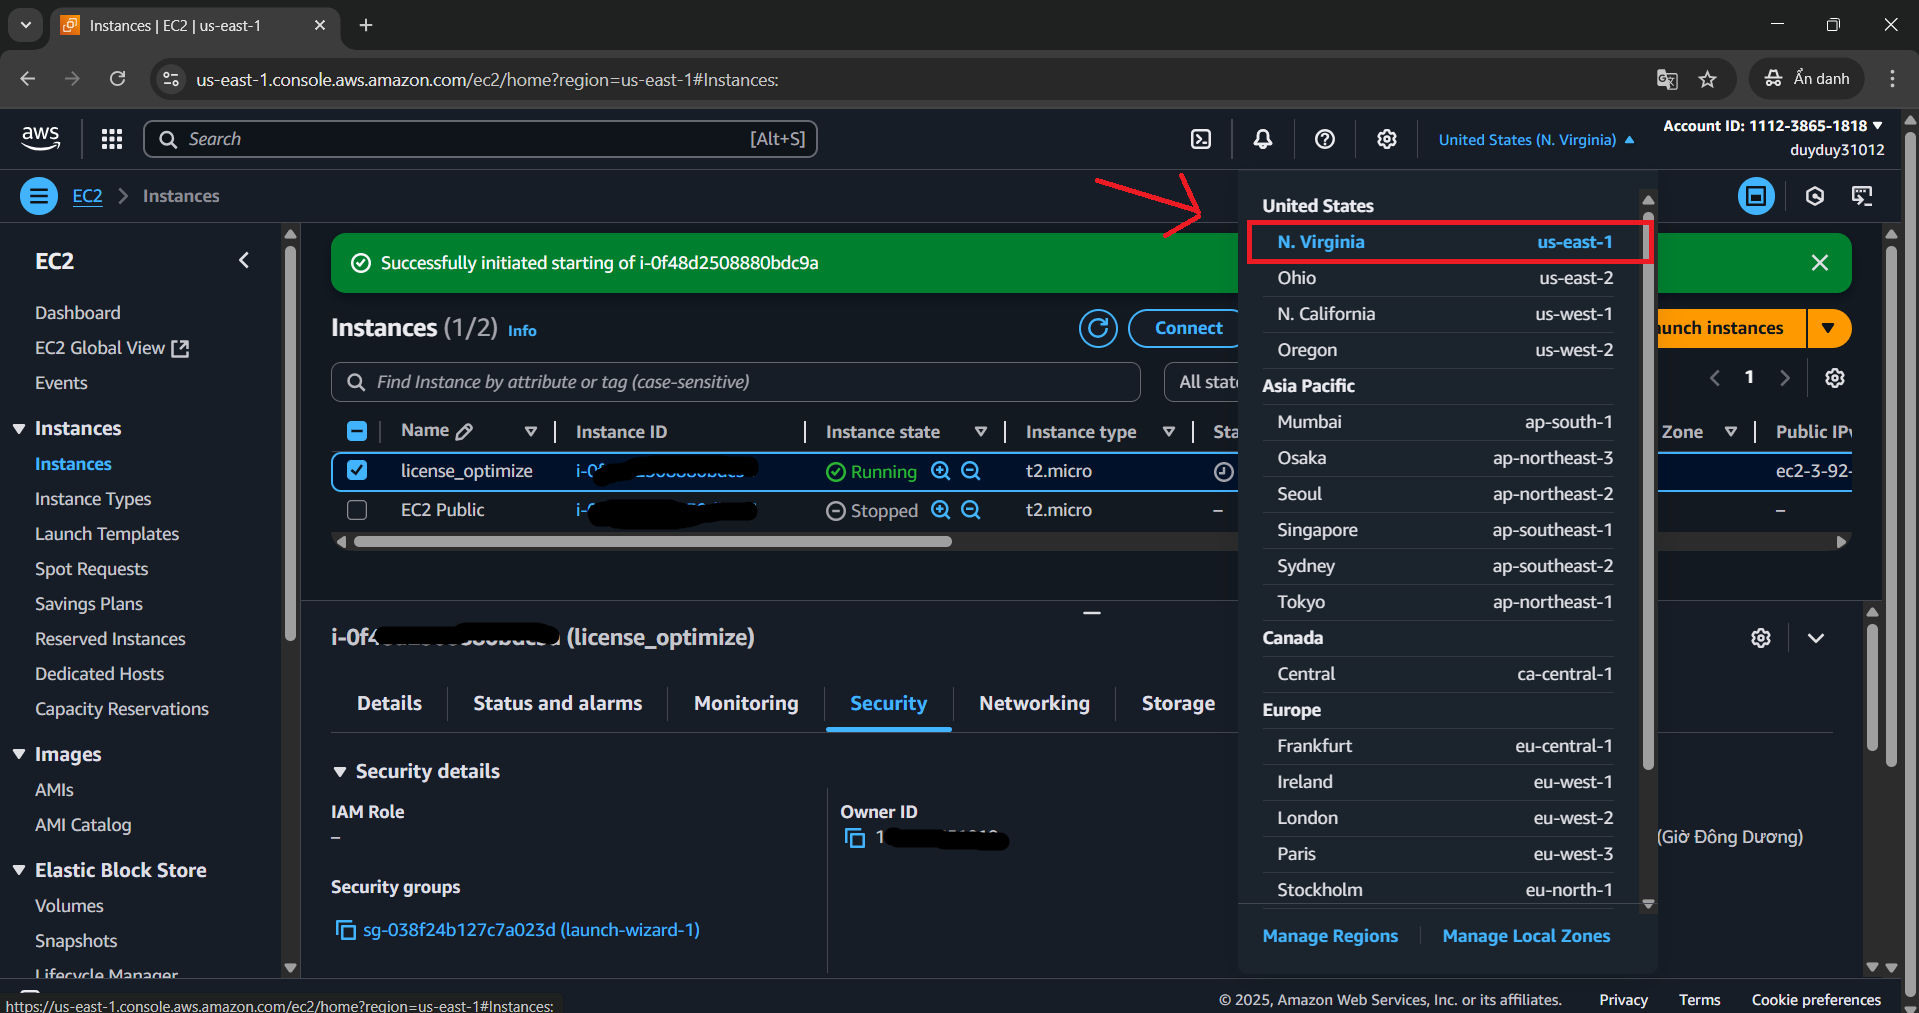 Instances | EC2 | us-east-1
us-east-1.console.aws.amazon.com/ec2/home?region=us-east-1#Instances:
Ẩn danh
aws
Search
[Alt+S]
United States (N. Virginia)
Account ID: 1112-3865-1818
duyduy31012
EC2
Instances
United States
N. Virginia us-east-1
Ohio us-east-2
N. California us-west-1
Oregon us-west-2
Asia Pacific
Mumbai ap-south-1
Osaka ap-northeast-3
Seoul ap-northeast-2
Singapore ap-southeast-1
Sydney ap-southeast-2
Tokyo ap-northeast-1
Canada
Central ca-central-1
Europe
Frankfurt eu-central-1
Ireland eu-west-1
London eu-west-2
Paris eu-west-3
Stockholm eu-north-1
Manage Regions
Manage Local Zones
EC2
Dashboard
EC2 Global View
Events
Instances
Instances
Instance Types
Launch Templates
Spot Requests
Savings Plans
Reserved Instances
Dedicated Hosts
Capacity Reservations
Images
AMIs
AMI Catalog
Elastic Block Store
Volumes
Snapshots
Lifecycle Manager
Successfully initiated starting of i-0f48d2508880bdc9a
Instances (1/2) Info
Connect
unch instances
Find Instance by attribute or tag (case-sensitive)
All stat
1
Name Instance ID Instance state Instance type Sta Zone Public IPv
license_optimize i-0f Running t2.micro ec2-3-92-
EC2 Public i- Stopped t2.micro – –
i-0f4 (license_optimize)
Details
Status and alarms
Monitoring
Security
Networking
Storage
Security details
IAM Role
–
Owner ID
1
(Giờ Đông Dương)
Security groups
sg-038f24b127c7a023d (launch-wizard-1)
https://us-east-1.console.aws.amazon.com/ec2/home?region=us-east-1#Instances:
© 2025, Amazon Web Services, Inc. or its affiliates.
Privacy
Terms
Cookie preferences